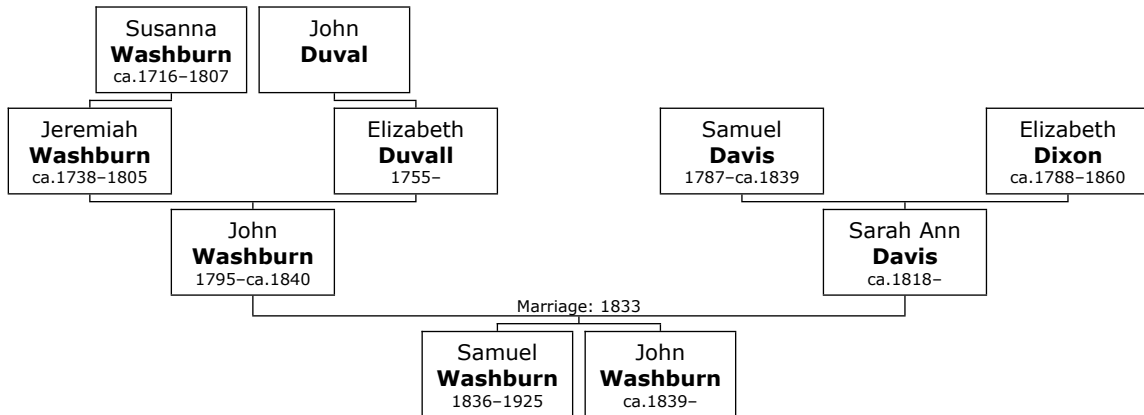 Susanna
Washburn
ca.1716–1807
John
Duval
Jeremiah
Washburn
ca.1738–1805
Elizabeth
Duvall
1755–
Samuel
Davis
1787–ca.1839
Elizabeth
Dixon
ca.1788–1860
John
Washburn
1795–ca.1840
Sarah Ann
Davis
ca.1818–
Marriage: 1833
Samuel
Washburn
1836–1925
John
Washburn
ca.1839–